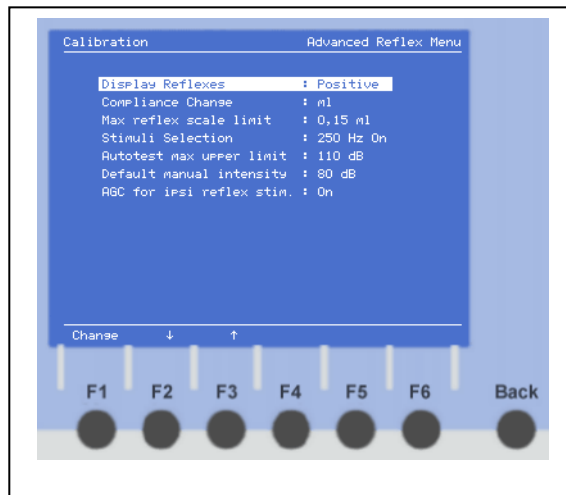 Calibration Advanced Reflex Menu
Display Reflexes : Positive
Compliance Change : ml
Max reflex scale limit : 0,15 ml
Stimuli Selection : 250 Hz On
Autotest max upper limit : 110 dB
Default manual intensity : 80 dB
AGC for ipsi reflex stim. : On
Change ↓ ↑
F1 F2 F3 F4 F5 F6 Back